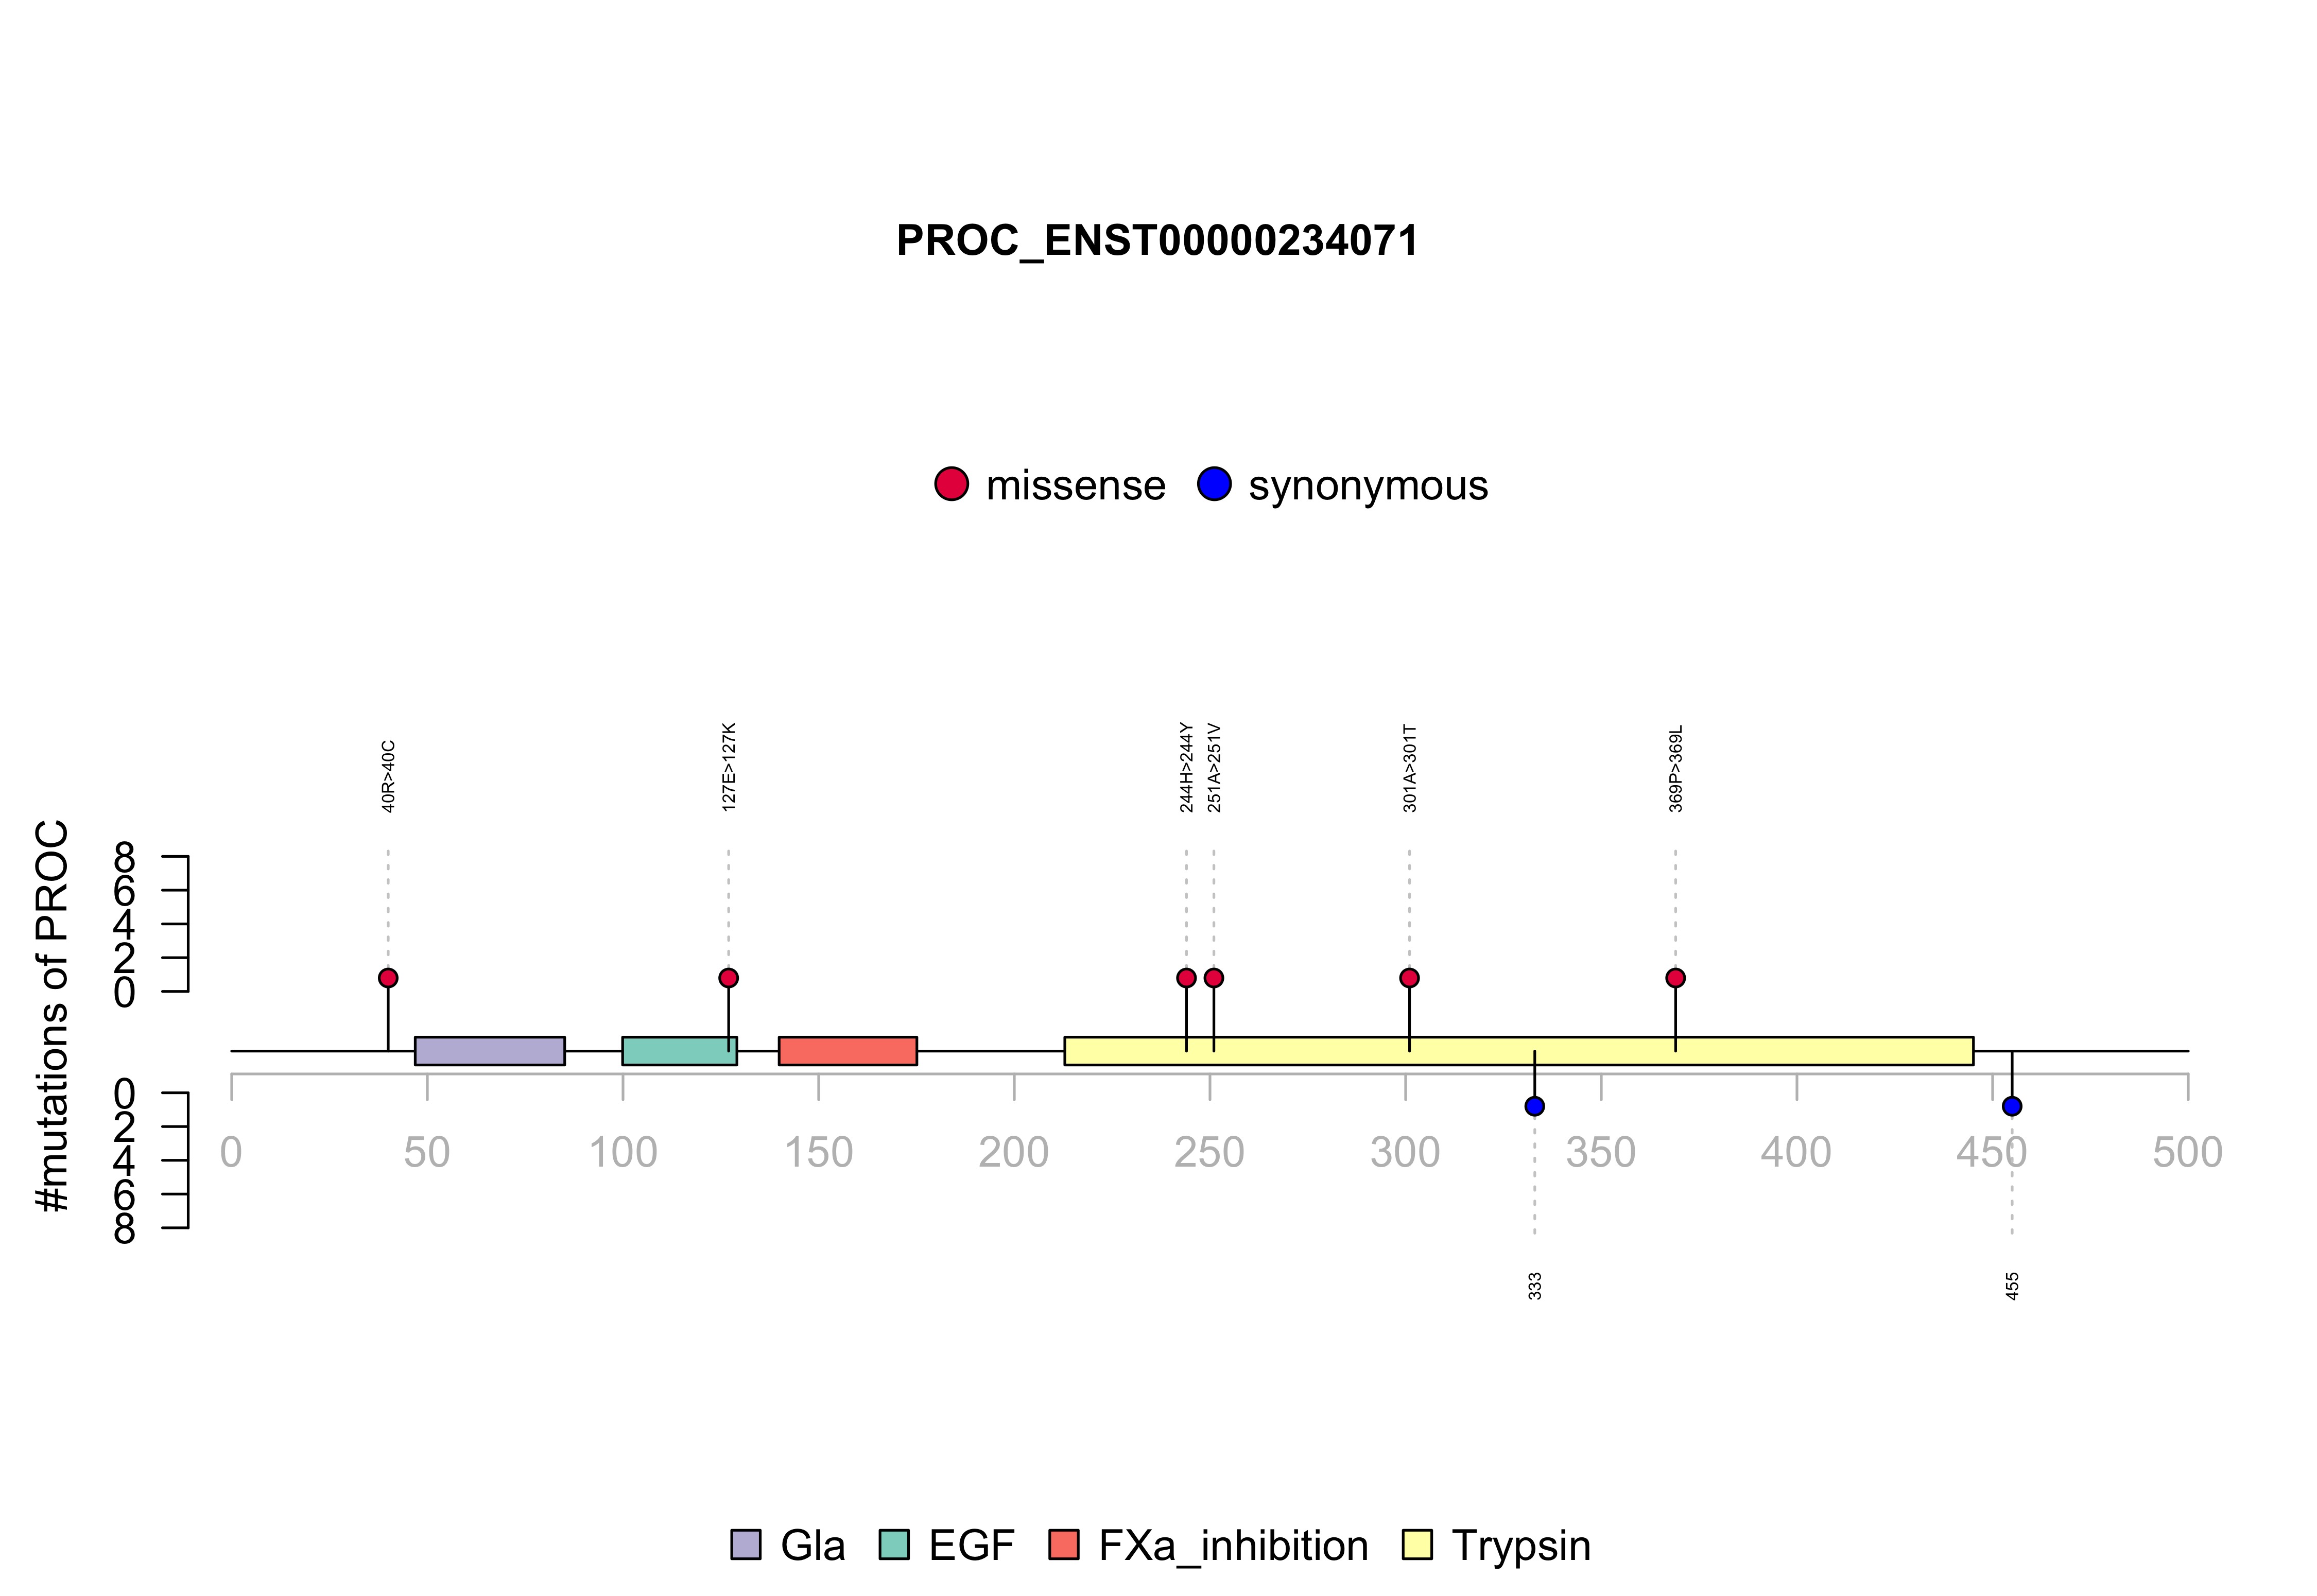 PROC_ENST00000234071
missense synonymous
40R>40C
127E>127K
244H>244Y
251A>251V
301A>301T
369P>369L
#mutations of PROC
8
6
4
2
0
0
2
4
6
8
0 50 100 150 200 250 300 350 400 450 500
333
455
Gla EGF FXa_inhibition Trypsin